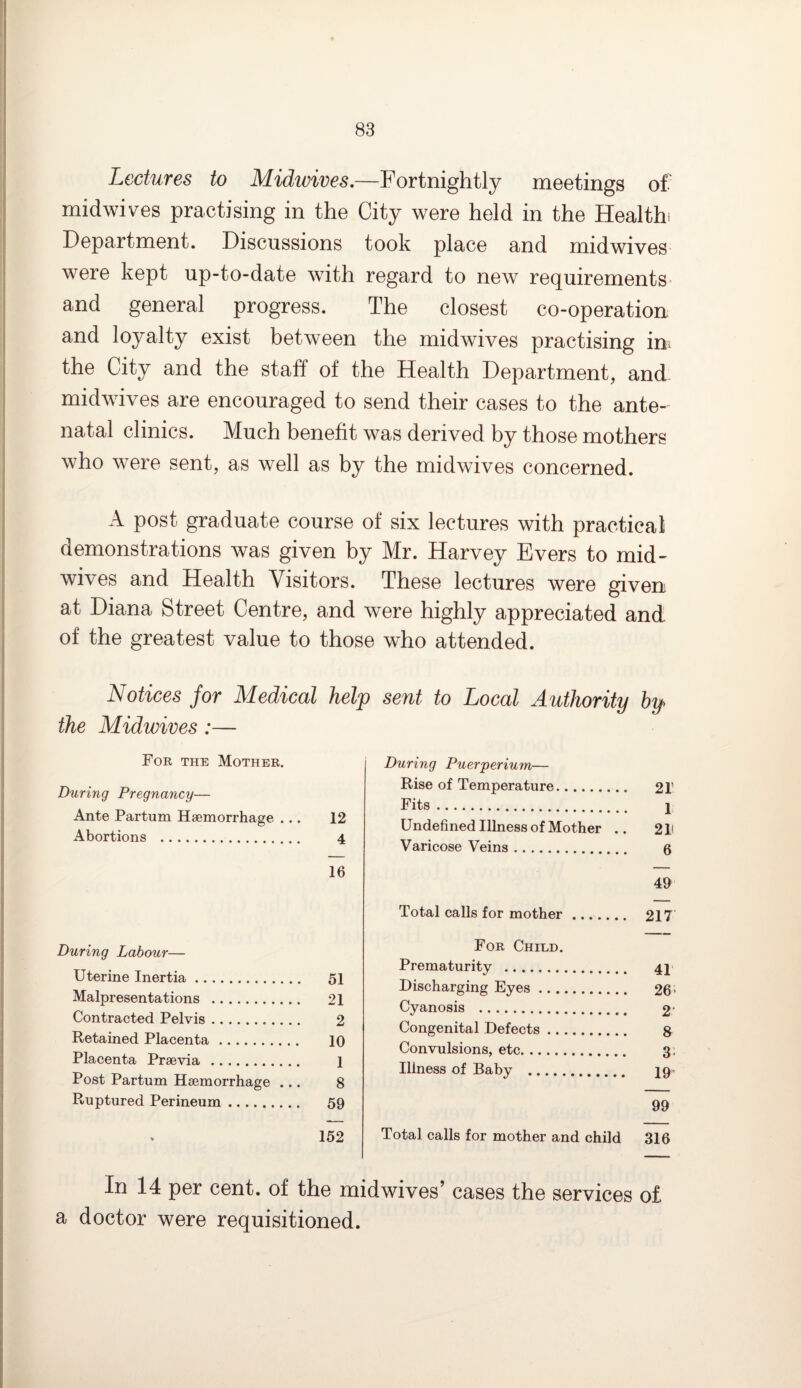 83
Lectures to Midwives.—Fortnightly meetings of
midwives practising in the City were held in the Health
Department. Discussions took place and midwives
were kept up-to-date with regard to new requirements
and general progress. The closest co-operation
and loyalty exist between the midwives practising in
the City and the staff of the Health Department, and
midwives are encouraged to send their cases to the ante-
natal clinics. Much benefit was derived by those mothers
who were sent, as well as by the midwives concerned.
A post graduate course of six lectures with practical
demonstrations was given by Mr. Harvey Evers to mid-
wives and Health Visitors. These lectures were given
at Diana Street Centre, and were highly appreciated and
of the greatest value to those who attended.
Notices for Medical help sent to Local Authority by
the Midwives :—
For the Mother.
During Pregnancy—
Ante Partum Hæmorrhage ... 12
Abortions .................. 4
16
During Labour—
Uterine Inertia ............. 51
Malpresentations ........... 21
Contracted Pelvis ........... 2
Retained Placenta .......... 10
Placenta Prævia ........... 1
Post Partum Hæmorrhage ... 8
Ruptured Perineum ......... 59
152
During Puerperium—
Rise of Temperature......... 21
Fits ....................... 1
Undefined Illness of Mother .. 21
Varicose Veins .............. 6
49
Total calls for mother ....... 217
For Child.
Prematurity ............... 41
Discharging Eyes ........... 26
Cyanosis .................. 2
Congenital Defects .......... 8
Convulsions, etc............. 3
Illness of Baby ............ 19
99
Total calls for mother and child 316
In 14 per cent. of the midwives' cases the services of
a doctor were requisitioned.